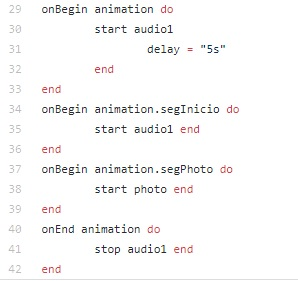 29 onBegin animation do
30 start audio1
31 delay = "5s"
32 end
33 end
34 onBegin animation.segInicio do
35 start audio1 end
36 end
37 onBegin animation.segPhoto do
38 start photo end
39 end
40 onEnd animation do
41 stop audio1 end
42 end